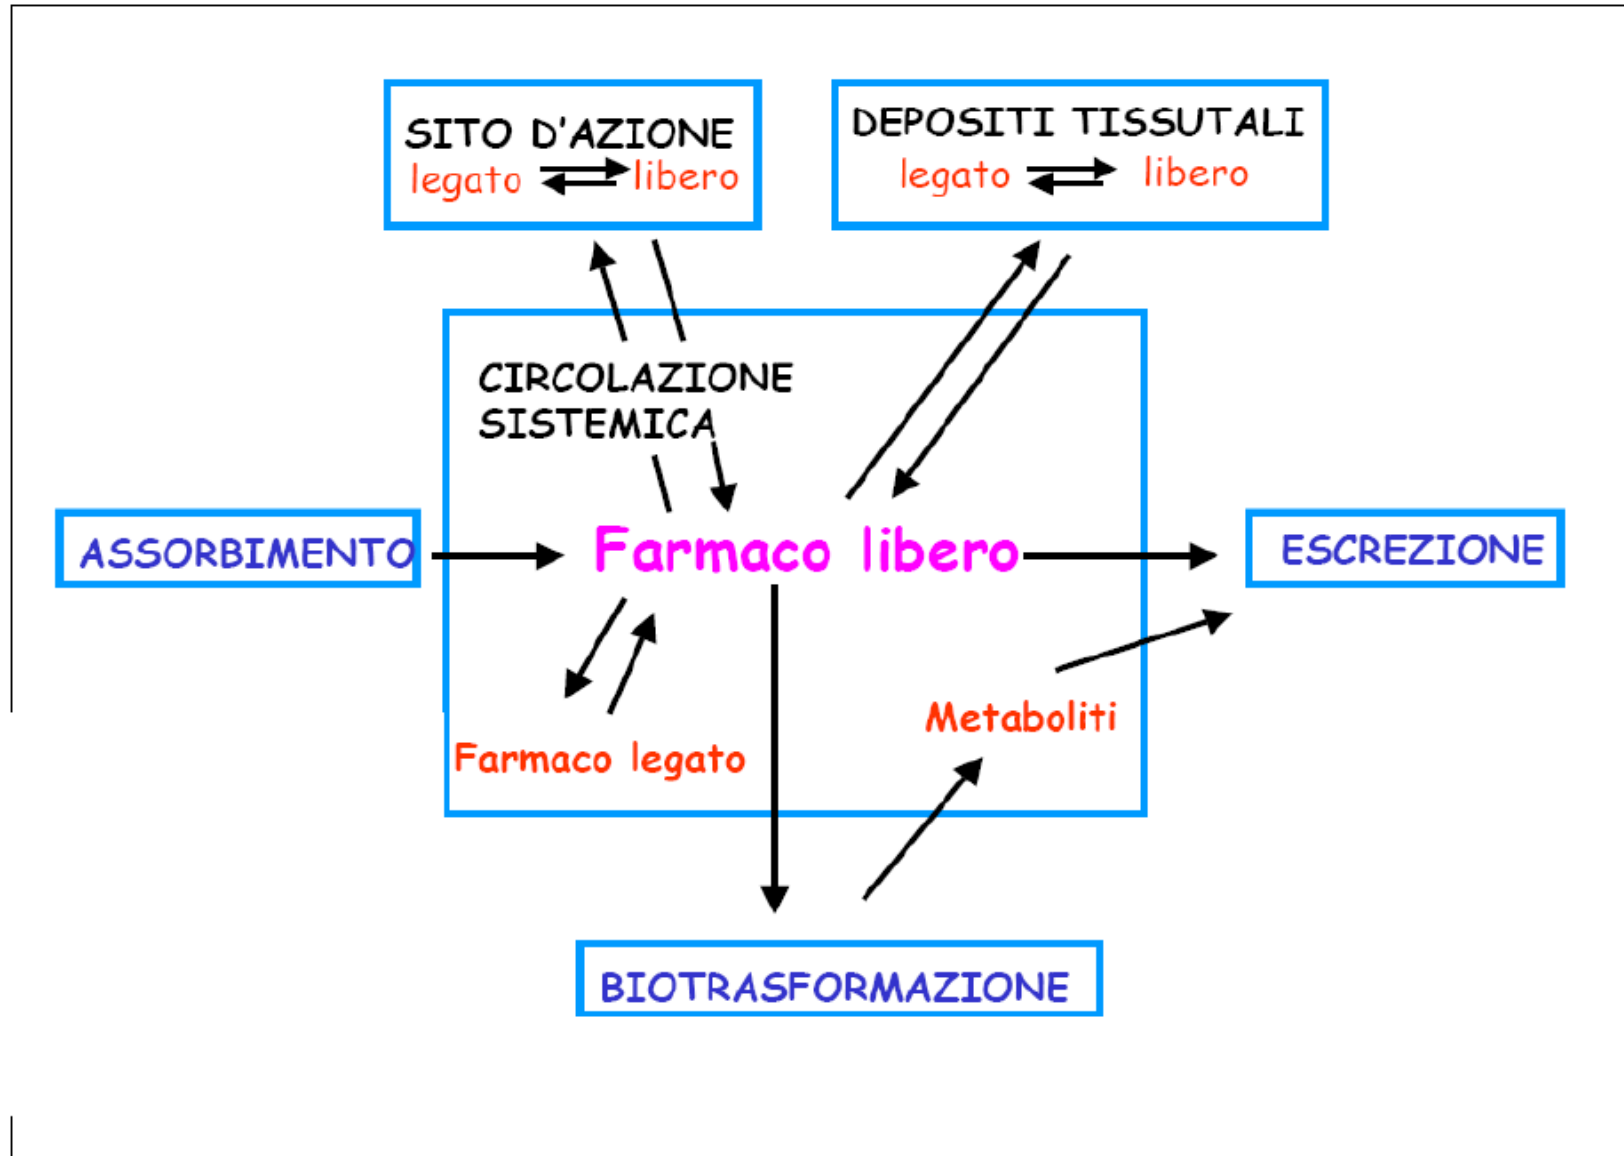 SITO D'AZIONE
legato libero
DEPOSITI TISSUTALI
legato libero
CIRCOLAZIONE
SISTEMICA
ASSORBIMENTO
Farmaco libero
ESCREZIONE
Farmaco legato
Metaboliti
BIOTRASFORMAZIONE